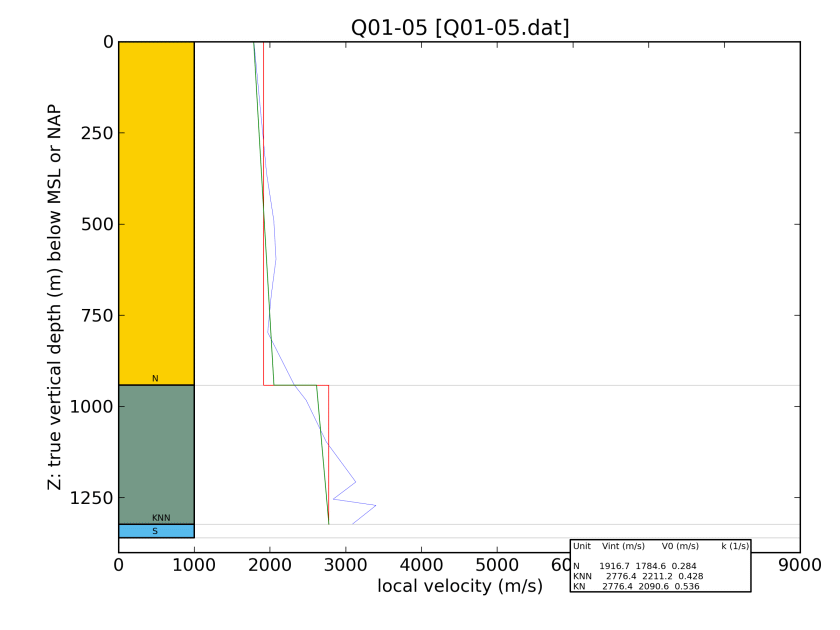 Q01-05 [Q01-05.dat]
Z: true vertical depth (m) below MSL or NAP
0
250
500
750
1000
1250
N
KNN
S
0 1000 2000 3000 4000 5000 60 9000
local velocity (m/s)
Unit Vint (m/s) V0 (m/s) k (1/s)
N 1916.7 1784.6 0.284
KNN 2776.4 2211.2 0.428
KN 2776.4 2090.6 0.536